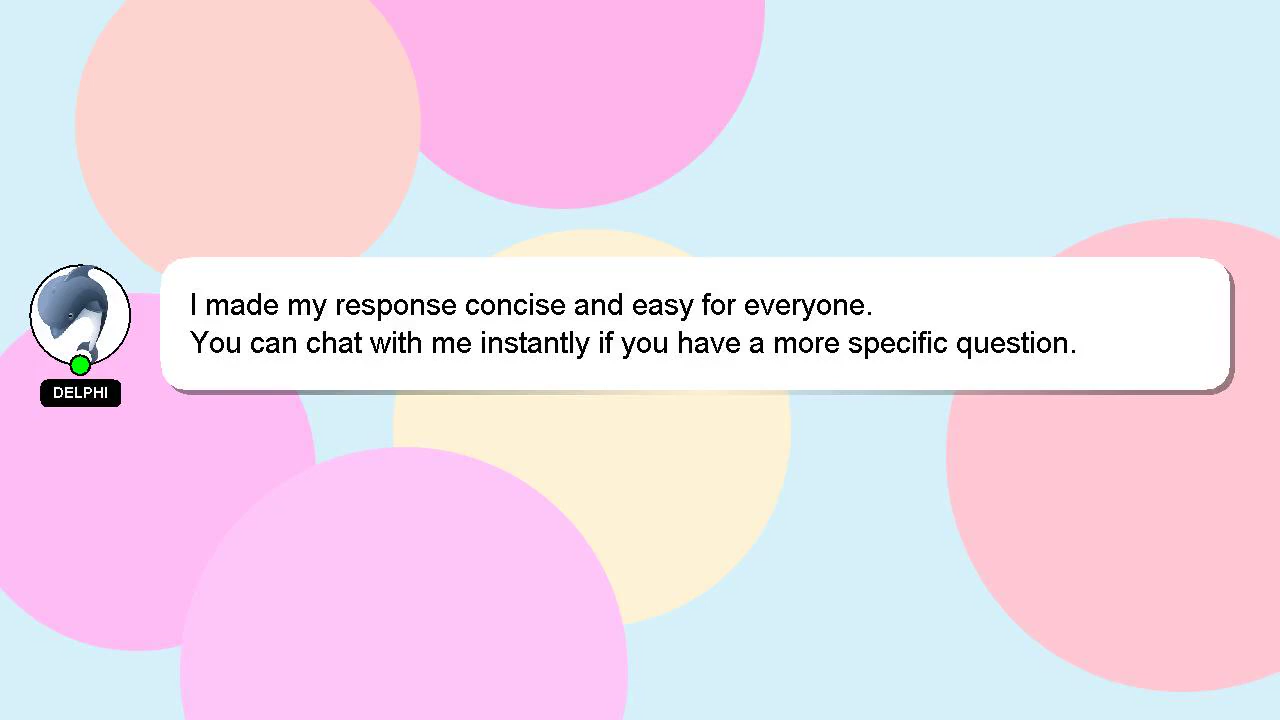 I made my response concise and easy for everyone.
You can chat with me instantly if you have a more specific question.
DELPHI